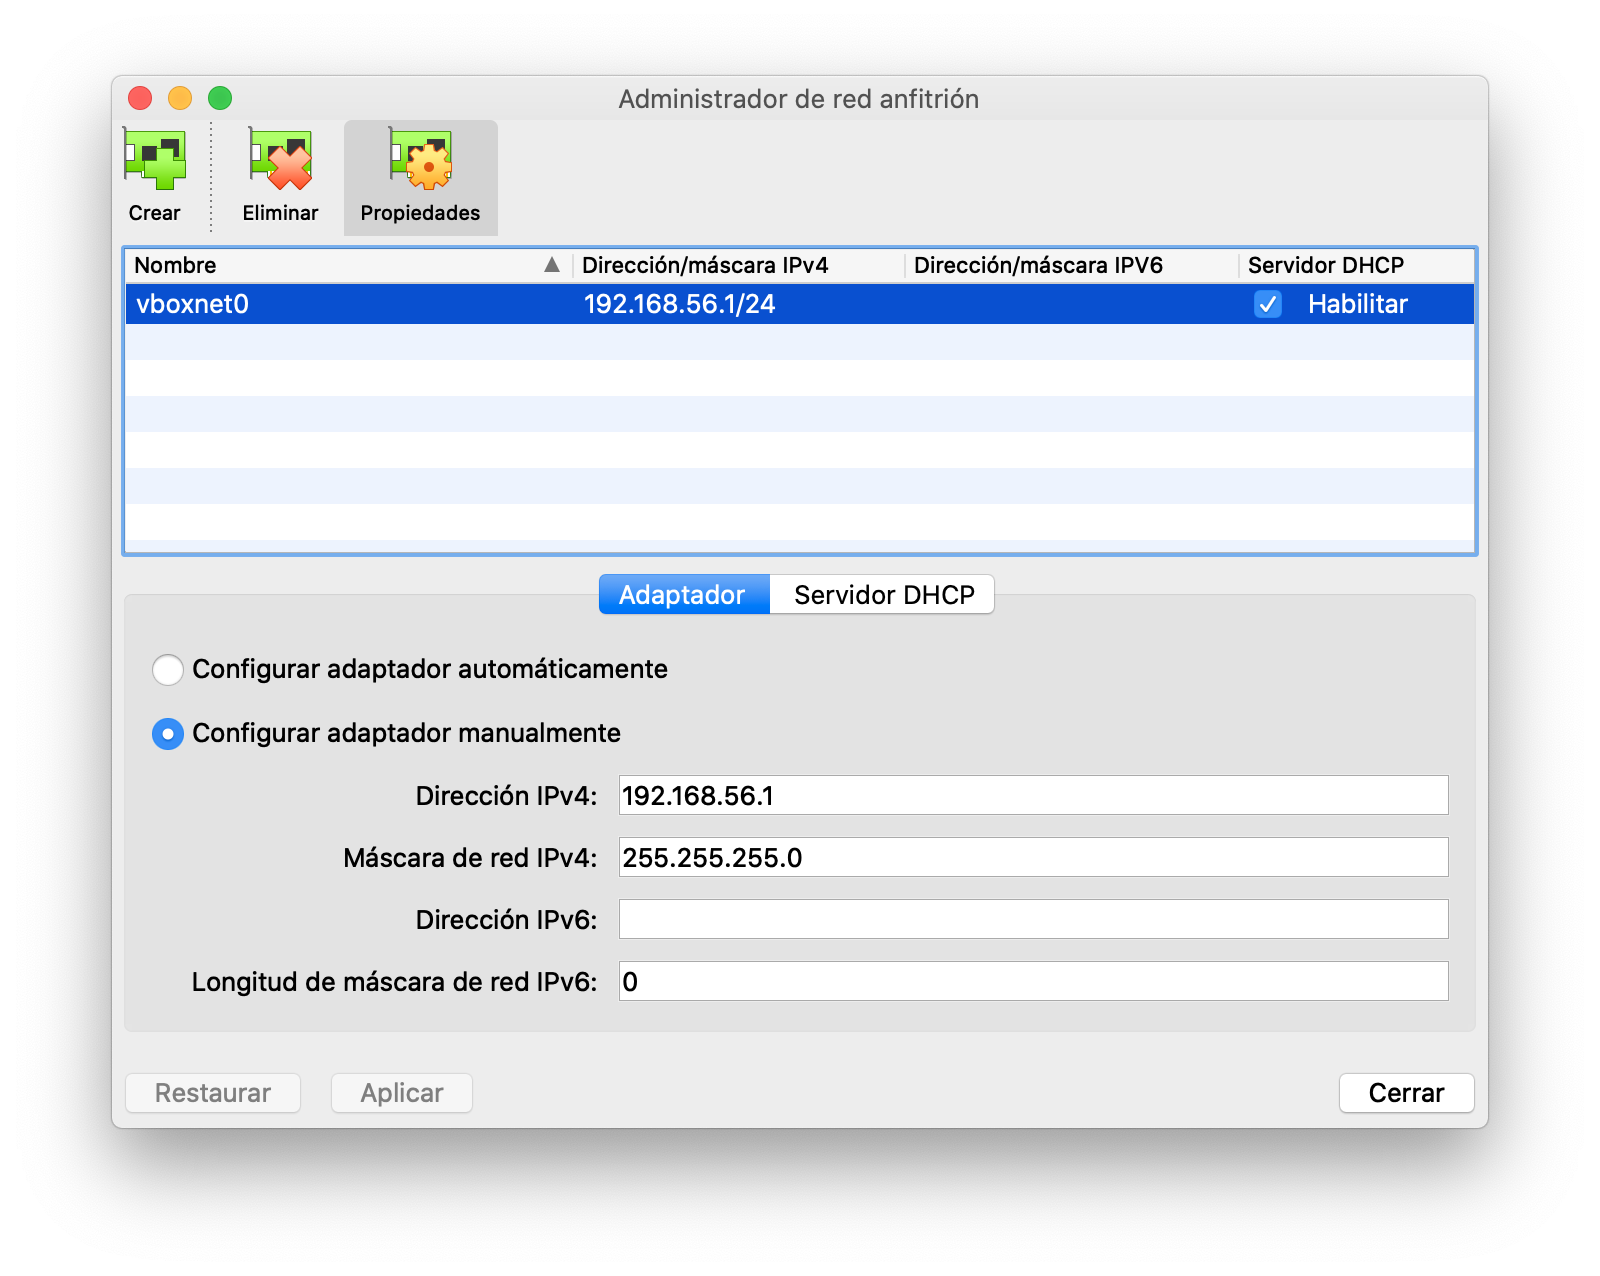 Administrador de red anfitrión
Crear Eliminar Propiedades
Nombre Dirección/máscara IPv4 Dirección/máscara IPV6 Servidor DHCP
vboxnet0 192.168.56.1/24 Habilitar
Adaptador Servidor DHCP
Configurar adaptador automáticamente
Configurar adaptador manualmente
Dirección IPv4: 192.168.56.1
Máscara de red IPv4: 255.255.255.0
Dirección IPv6:
Longitud de máscara de red IPv6: 0
Restaurar Aplicar Cerrar